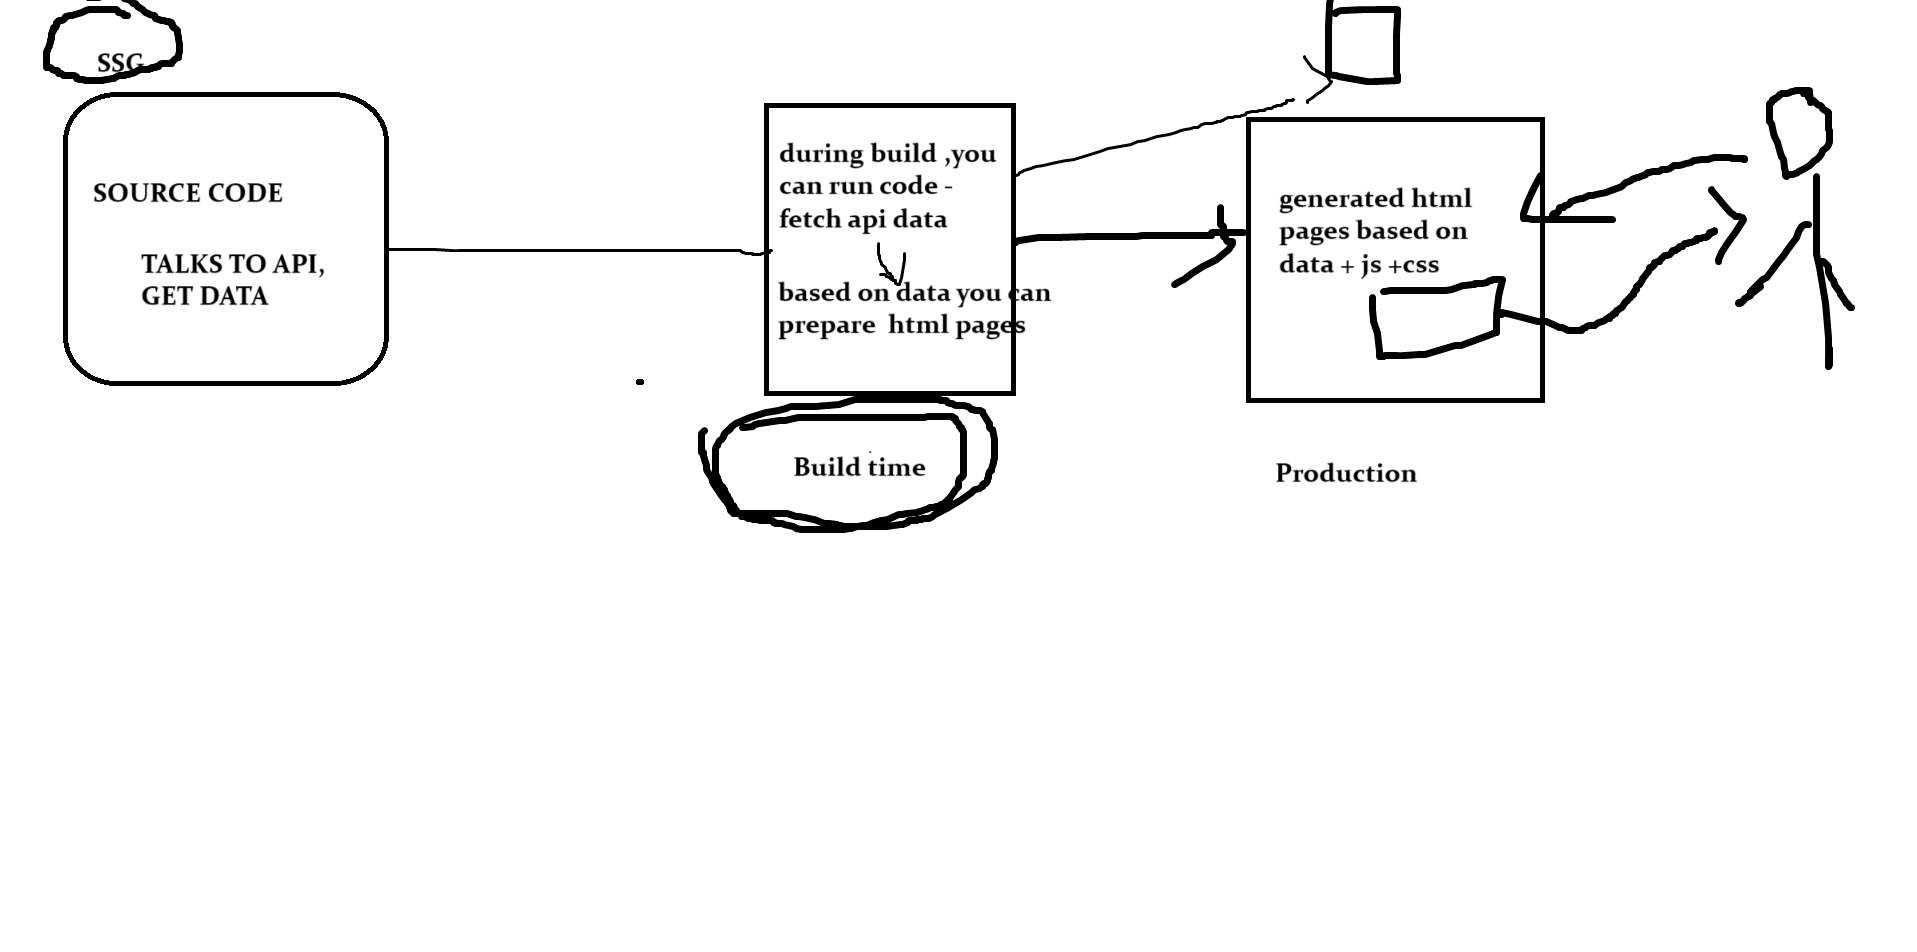 SSG
SOURCE CODE
TALKS TO API,
GET DATA
during build ,you
can run code -
fetch api data
based on data you can
prepare  html pages
Build time
generated html
pages based on
data + js +css
Production